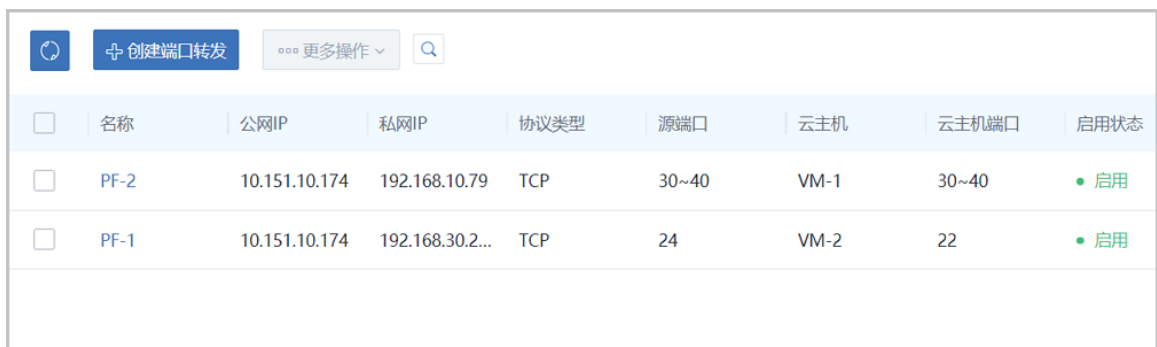 创建端口转发 更多操作
名称 公网IP 私网IP 协议类型 源端口 云主机 云主机端口 启用状态
PF-2 10.151.10.174 192.168.10.79 TCP 30~40 VM-1 30~40 启用
PF-1 10.151.10.174 192.168.30.2... TCP 24 VM-2 22 启用